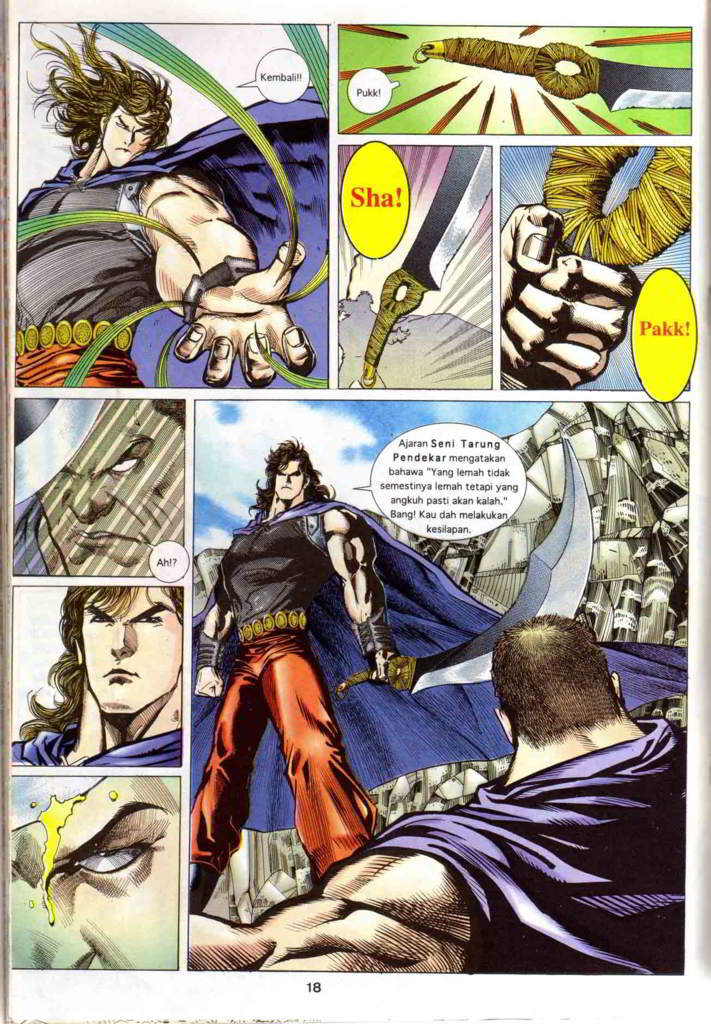 Kembali!!
Pukk!
Sha!
Pakk!
Ah!?
Ajaran Seni Tarung
Pendekar mengatakan
bahawa "Yang lemah tidak
semestinya lemah tetapi yang
angkuh pasti akan kalah."
Bang! Kau dah melakukan
kesilapan.
18